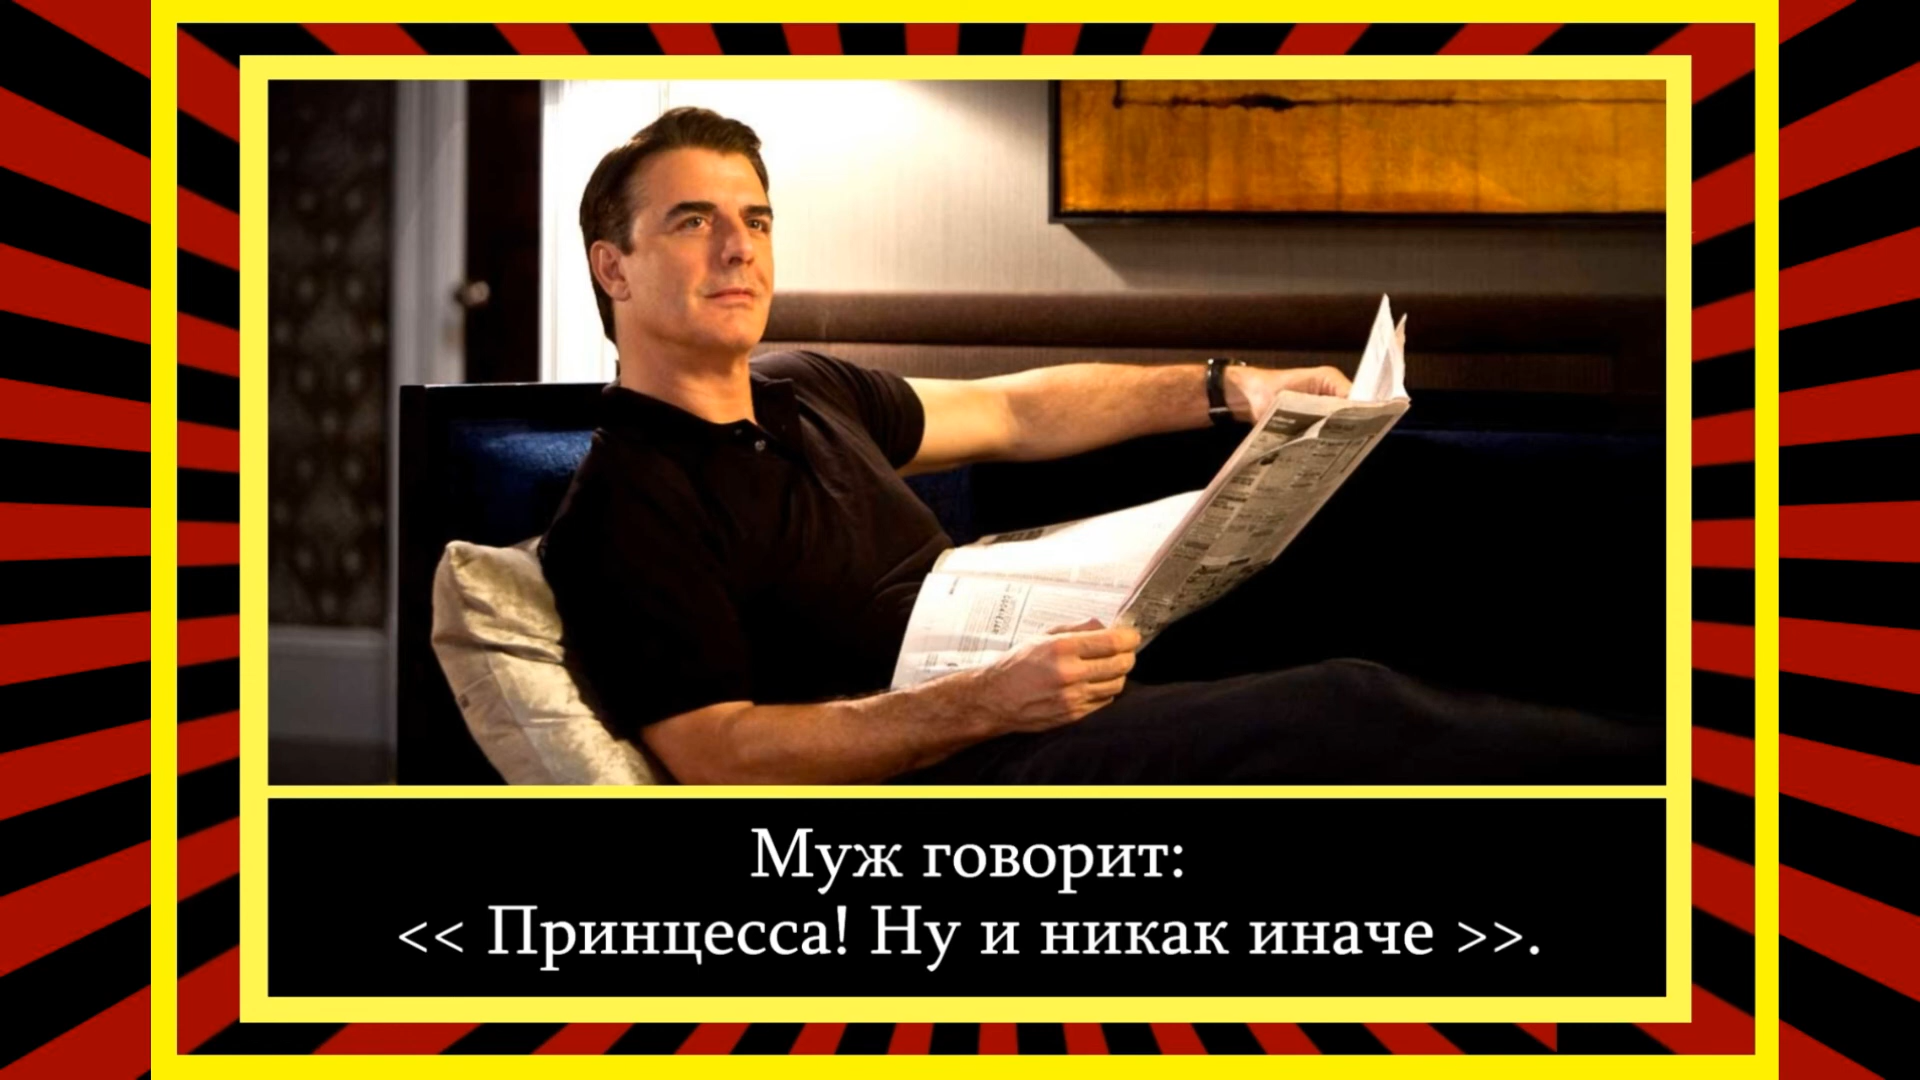 Муж говорит:
<< Принцесса! Ну и никак иначе >>.